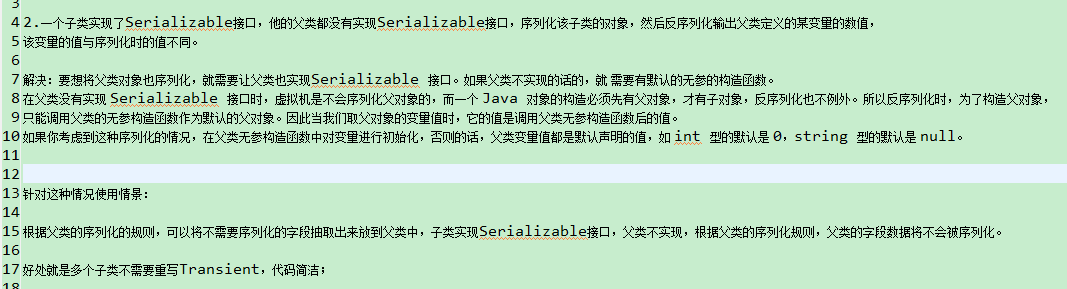 3
4 2.一个子类实现了Serializable接口，他的父类都没有实现Serializable接口，序列化该子类的对象，然后反序列化输出父类定义的某变量的数值，
5 该变量的值与序列化时的值不同。
6
7 解决：要想将父类对象也序列化，就需要让父类也实现Serializable 接口。如果父类不实现的话的，就 需要有默认的无参的构造函数。
8 在父类没有实现 Serializable 接口时，虚拟机是不会序列化父对象的，而一个 Java 对象的构造必须先有父对象，才有子对象，反序列化也不例外。所以反序列化时，为了构造父对象，
9 只能调用父类的无参构造函数作为默认的父对象。因此当我们取父对象的变量值时，它的值是调用父类无参构造函数后的值。
10 如果你考虑到这种序列化的情况，在父类无参构造函数中对变量进行初始化，否则的话，父类变量值都是默认声明的值，如 int 型的默认是 0，string 型的默认是 null。
11
12
13 针对这种情况使用情景：
14
15 根据父类的序列化的规则，可以将不需要序列化的字段抽取出来放到父类中，子类实现Serializable接口，父类不实现，根据父类的序列化规则，父类的字段数据将不会被序列化。
16
17 好处就是多个子类不需要重写Transient，代码简洁；
18